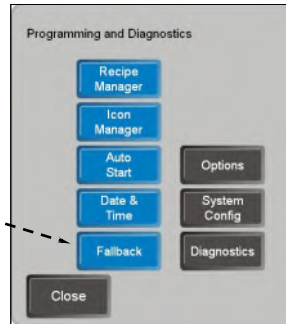 Programming and Diagnostics
Recipe
Manager
Icon
Manager
Auto
Start
Options
Date &
Time
System
Config
Fallback
Diagnostics
Close